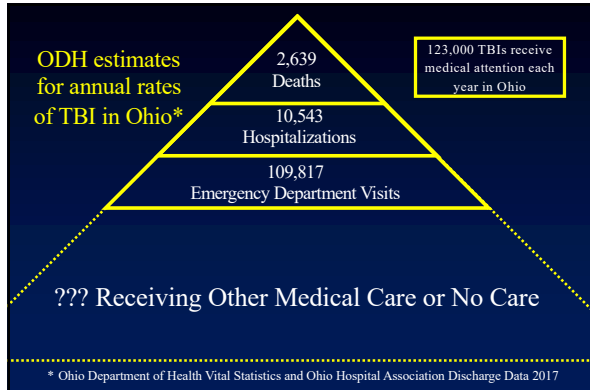 ODH estimates
for annual rates
of TBI in Ohio*
2,639
Deaths
123,000 TBIs receive
medical attention each
year in Ohio
10,543
Hospitalizations
109,817
Emergency Department Visits
??? Receiving Other Medical Care or No Care
* Ohio Department of Health Vital Statistics and Ohio Hospital Association Discharge Data 2017